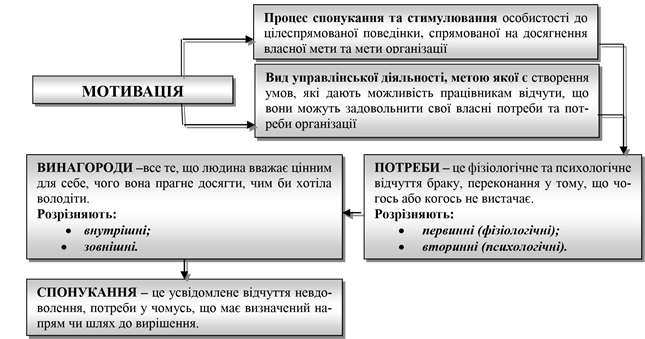 Процес спонукання та стимулювання особистості до
цілеспрямованої поведінки, спрямованої на досягнення
власної мети та мети організації
МОТИВАЦІЯ
Вид управлінської діяльності, метою якої є створення
умов, які дають можливість працівникам відчути, що
вони можуть задовольнити свої власні потреби та пот-
реби організації
ВИНАГОРОДИ –все те, що людина вважає цінним
для себе, чого вона прагне досягти, чим би хотіла
володіти.
Розрізняють:
• внутрішні;
• зовнішні.
ПОТРЕБИ – це фізіологічне та психологічне
відчуття браку, переконання у тому, що чо-
гось або когось не вистачає.
Розрізняють:
• первинні (фізіологічні);
• вторинні (психологічні).
СПОНУКАННЯ – це усвідомлене відчуття невдо-
волення, потреби у чомусь, що має визначений на-
прям чи шлях до вирішення.